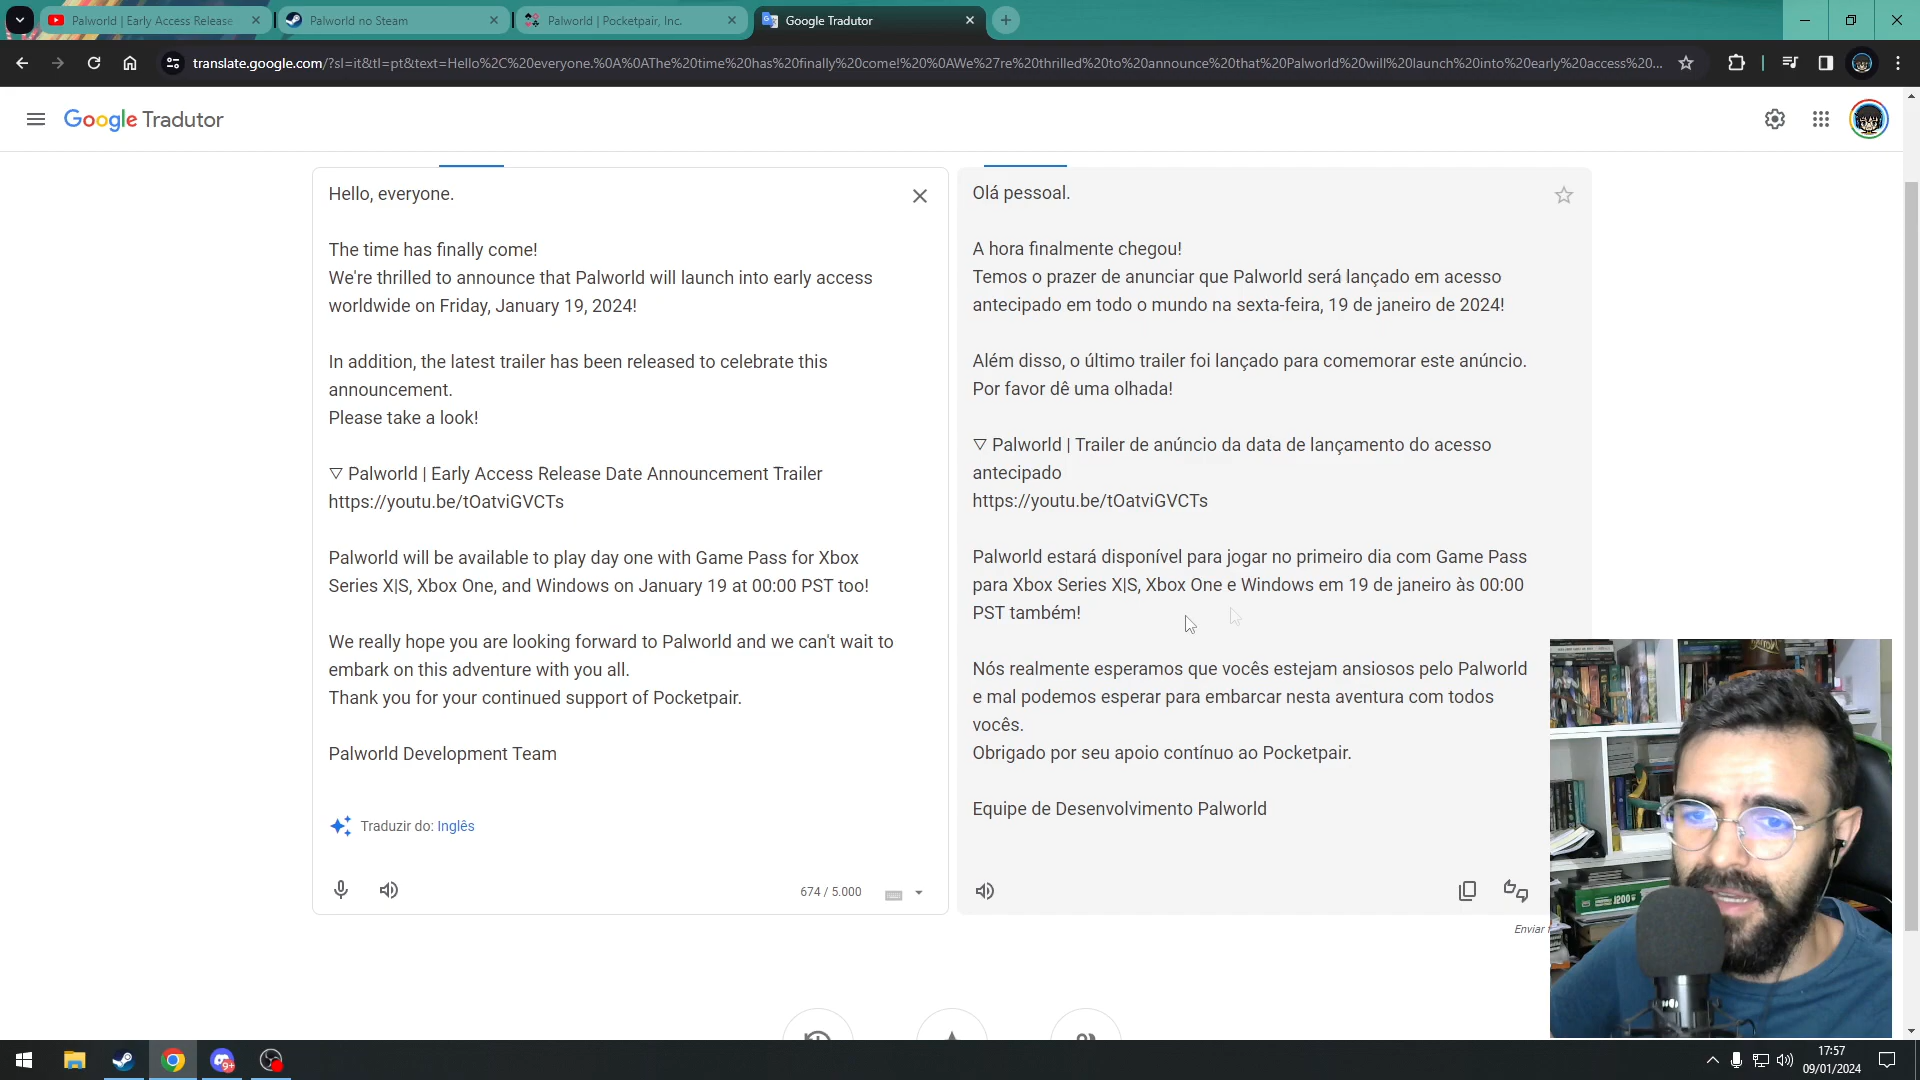 Palworld | Early Access Release
Palworld no Steam
Palworld | Pocketpair, Inc.
Google Tradutor
translate.google.com/?sl=it&tl=pt&text=Hello%2C%20everyone.%0A%0AThe%20time%20has%20finally%20come!%20%0AWe%27re%20thrilled%20to%20announce%20that%20Palworld%20will%20launch%20into%20early%20access%20...
Google Tradutor
Hello, everyone.
The time has finally come!
We're thrilled to announce that Palworld will launch into early access
worldwide on Friday, January 19, 2024!
In addition, the latest trailer has been released to celebrate this
announcement.
Please take a look!
▽ Palworld | Early Access Release Date Announcement Trailer
https://youtu.be/tOatviGVCTs
Palworld will be available to play day one with Game Pass for Xbox
Series X|S, Xbox One, and Windows on January 19 at 00:00 PST too!
We really hope you are looking forward to Palworld and we can't wait to
embark on this adventure with you all.
Thank you for your continued support of Pocketpair.
Palworld Development Team
Traduzir do: Inglês
674 / 5.000
Olá pessoal.
A hora finalmente chegou!
Temos o prazer de anunciar que Palworld será lançado em acesso
antecipado em todo o mundo na sexta-feira, 19 de janeiro de 2024!
Além disso, o último trailer foi lançado para comemorar este anúncio.
Por favor dê uma olhada!
▽ Palworld | Trailer de anúncio da data de lançamento do acesso
antecipado
https://youtu.be/tOatviGVCTs
Palworld estará disponível para jogar no primeiro dia com Game Pass
para Xbox Series X|S, Xbox One e Windows em 19 de janeiro às 00:00
PST também!
Nós realmente esperamos que vocês estejam ansiosos pelo Palworld
e mal podemos esperar para embarcar nesta aventura com todos
vocês.
Obrigado por seu apoio contínuo ao Pocketpair.
Equipe de Desenvolvimento Palworld
Enviar
1200
9+
17:57
09/01/2024